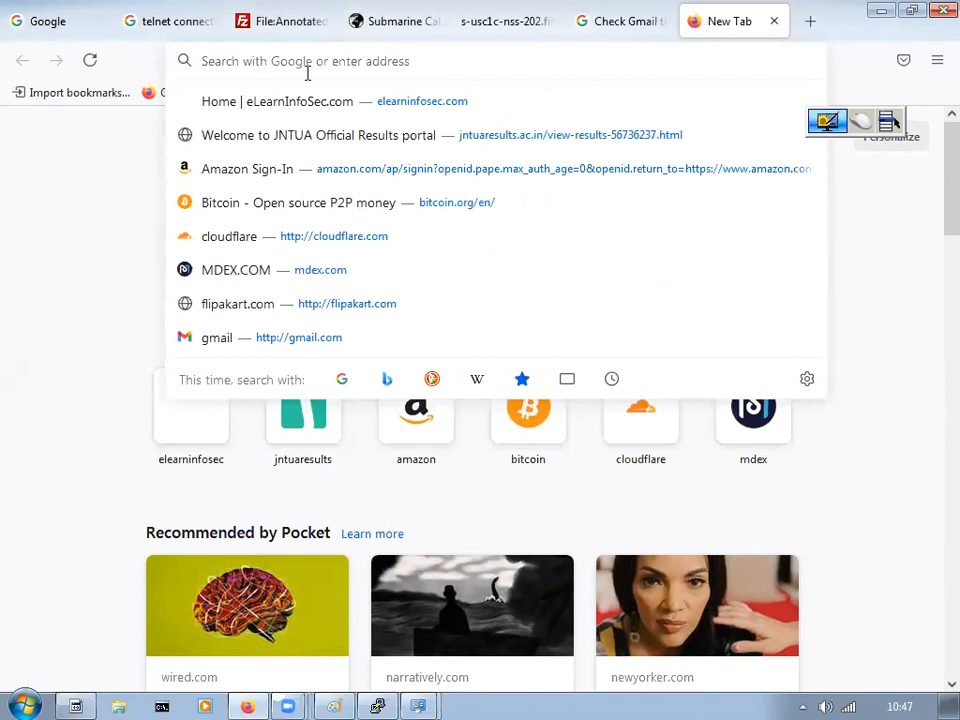 Google
telnet connect
File:Annotated
Submarine Ca
s-usc1c-nss-202.fi
Check Gmail t
New Tab
Search with Google or enter address
Import bookmarks...
Home | eLearnInfoSec.com — elearninfosec.com
Welcome to JNTUA Official Results portal — jntuaresults.ac.in/view-results-56736237.html
Personalize
Amazon Sign-In — amazon.com/ap/signin?openid.pape.max_auth_age=0&openid.return_to=https://www.amazon.com
Bitcoin - Open source P2P money — bitcoin.org/en/
cloudflare — http://cloudflare.com
MDEX.COM — mdex.com
flipakart.com — http://flipakart.com
gmail — http://gmail.com
This time, search with:
elearninfosec
jntuaresults
amazon
bitcoin
cloudflare
mdex
Recommended by Pocket Learn more
wired.com
narratively.com
newyorker.com
10:47